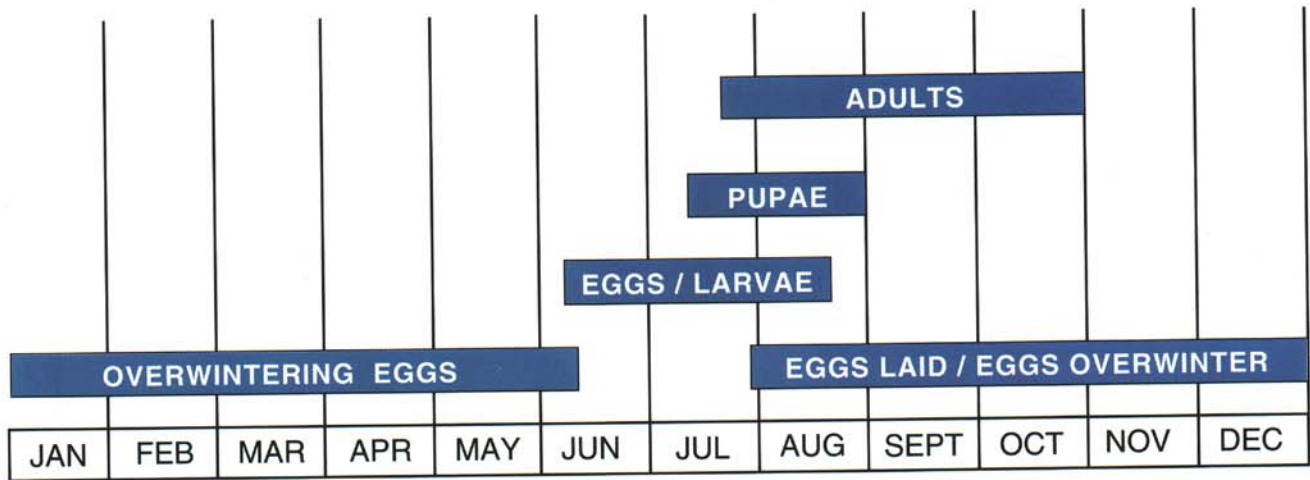 ADULTS
PUPAE
EGGS / LARVAE
OVERWINTERING EGGS
EGGS LAID / EGGS OVERWINTER
JAN FEB MAR APR MAY JUN JUL AUG SEPT OCT NOV DEC